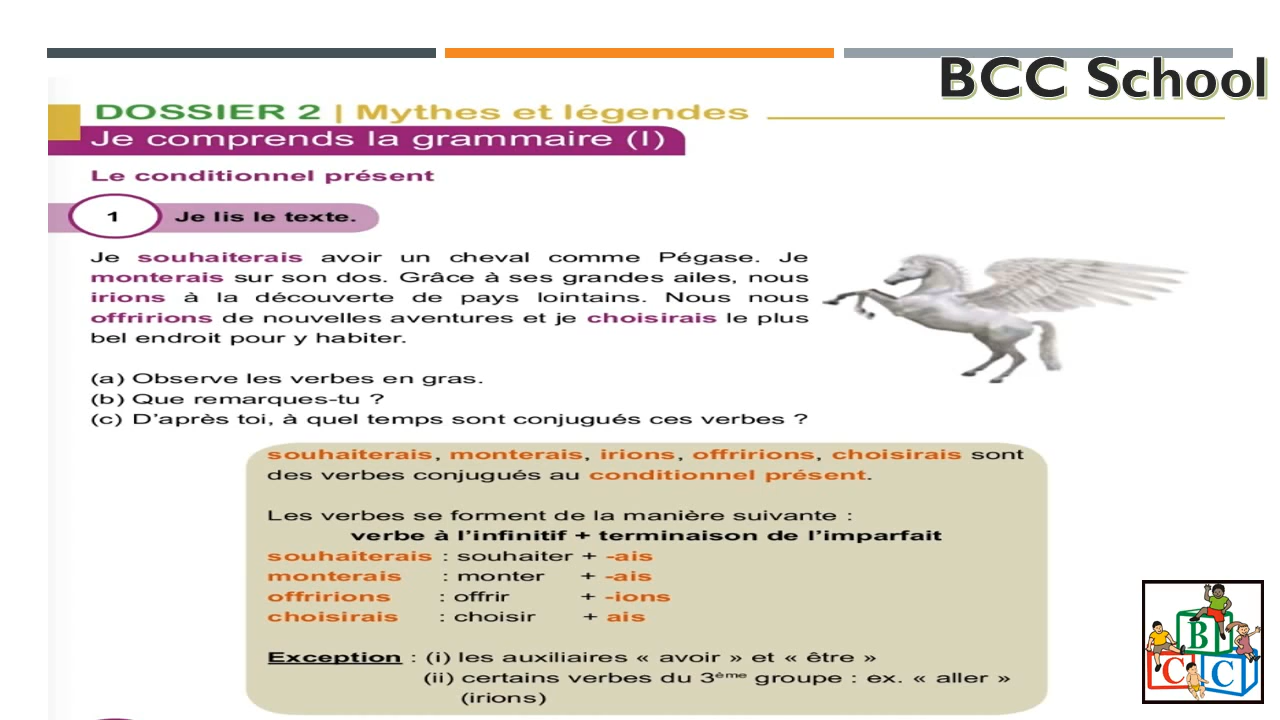 BCC School
DOSSIER 2 | Mythes et légendes
Je comprends la grammaire (I)
Le conditionnel présent
1 Je lis le texte.
Je souhaiterais avoir un cheval comme Pégase. Je
monterais sur son dos. Grâce à ses grandes ailes, nous
irions à la découverte de pays lointains. Nous nous
offririons de nouvelles aventures et je choisirais le plus
bel endroit pour y habiter.
(a) Observe les verbes en gras.
(b) Que remarques-tu ?
(c) D'après toi, à quel temps sont conjugués ces verbes ?
souhaiterais, monterais, irions, offririons, choisirais sont
des verbes conjugués au conditionnel présent.
Les verbes se forment de la manière suivante :
verbe à l'infinitif + terminaison de l'imparfait
souhaiterais : souhaiter + -ais
monterais : monter + -ais
offririons : offrir + -ions
choisirais : choisir + ais
Exception : (i) les auxiliaires « avoir » et « être »
(ii) certains verbes du 3ème groupe : ex. « aller »
(irions)
B
C C